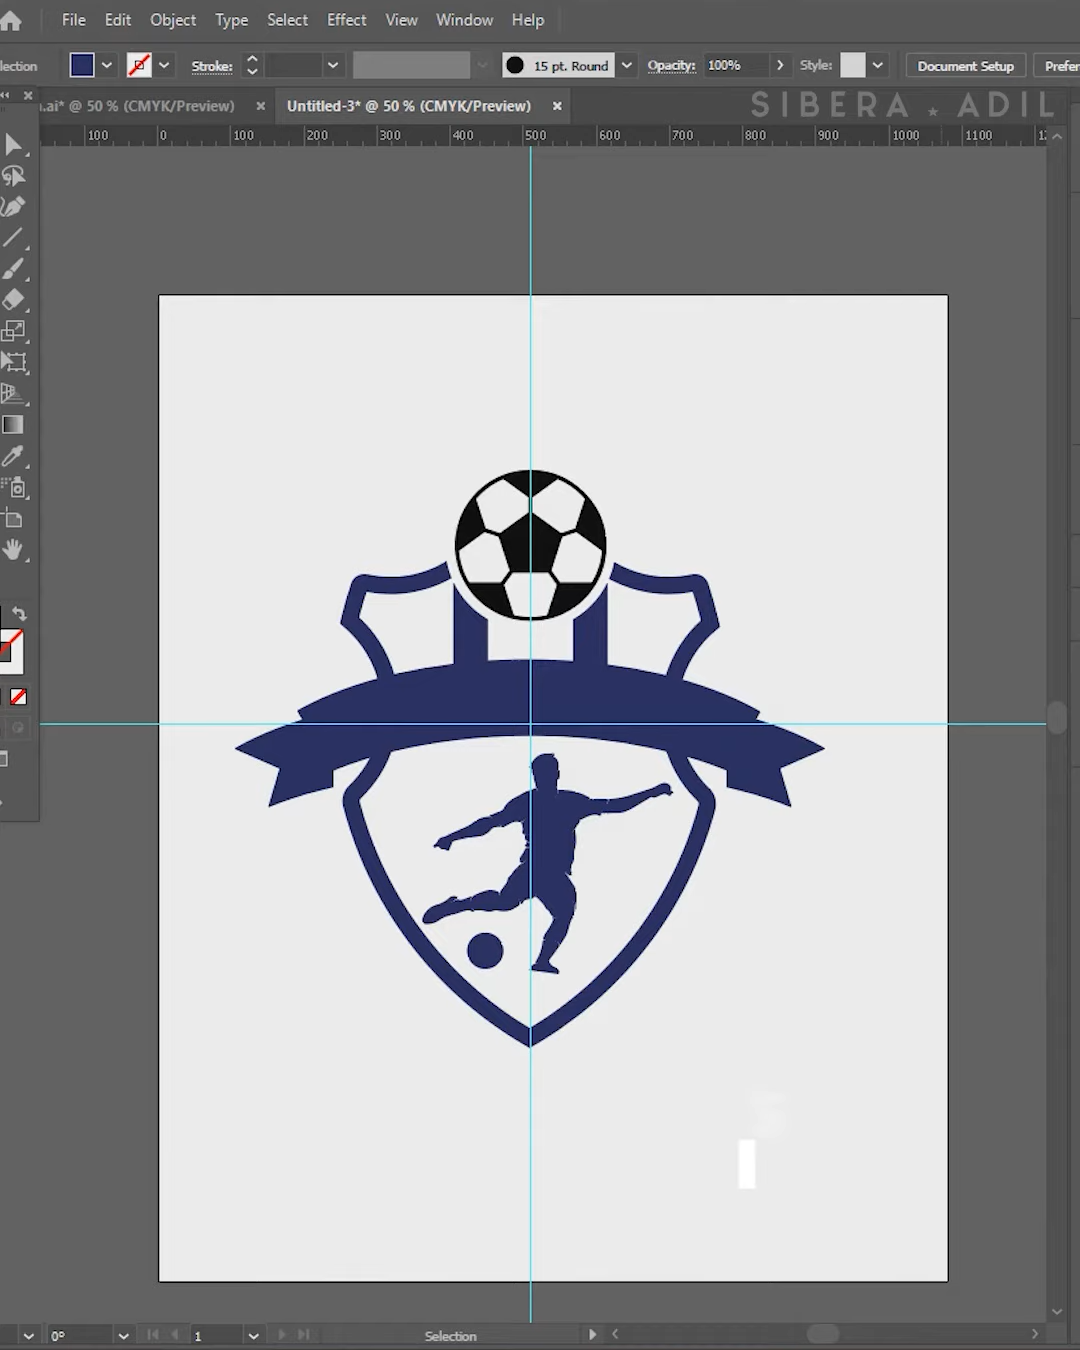 File Edit Object Type Select Effect View Window Help
lection Stroke: 15 pt. Round Opacity: 100% Style: Document Setup Prefer
.ai* @ 50 % (CMYK/Preview) Untitled-3* @ 50 % (CMYK/Preview)
SIBERA ★ ADIL
100 0 100 200 300 400 500 600 700 800 900 1000 1100
0° 1 Selection